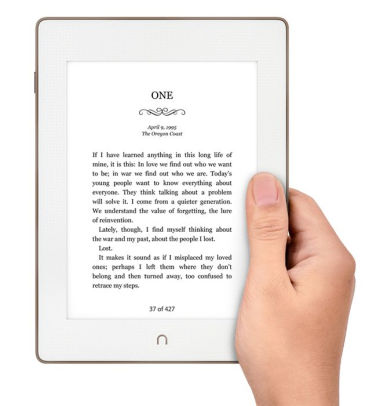 ONE
April 9, 1995
The Oregon Coast
If I have learned anything in this long life of
mine, it is this: In love we find out who we want
to be; in war we find out who we are. Today's
young people want to know everything about
everyone. They think talking about a problem
will solve it. I come from a quieter generation.
We understand the value of forgetting, the lure
of reinvention.
Lately, though, I find myself thinking about
the war and my past, about the people I lost.
Lost.
It makes it sound as if I misplaced my loved
ones; perhaps I left them where they don't
belong and then turned away, too confused to
retrace my steps.
37 of 427